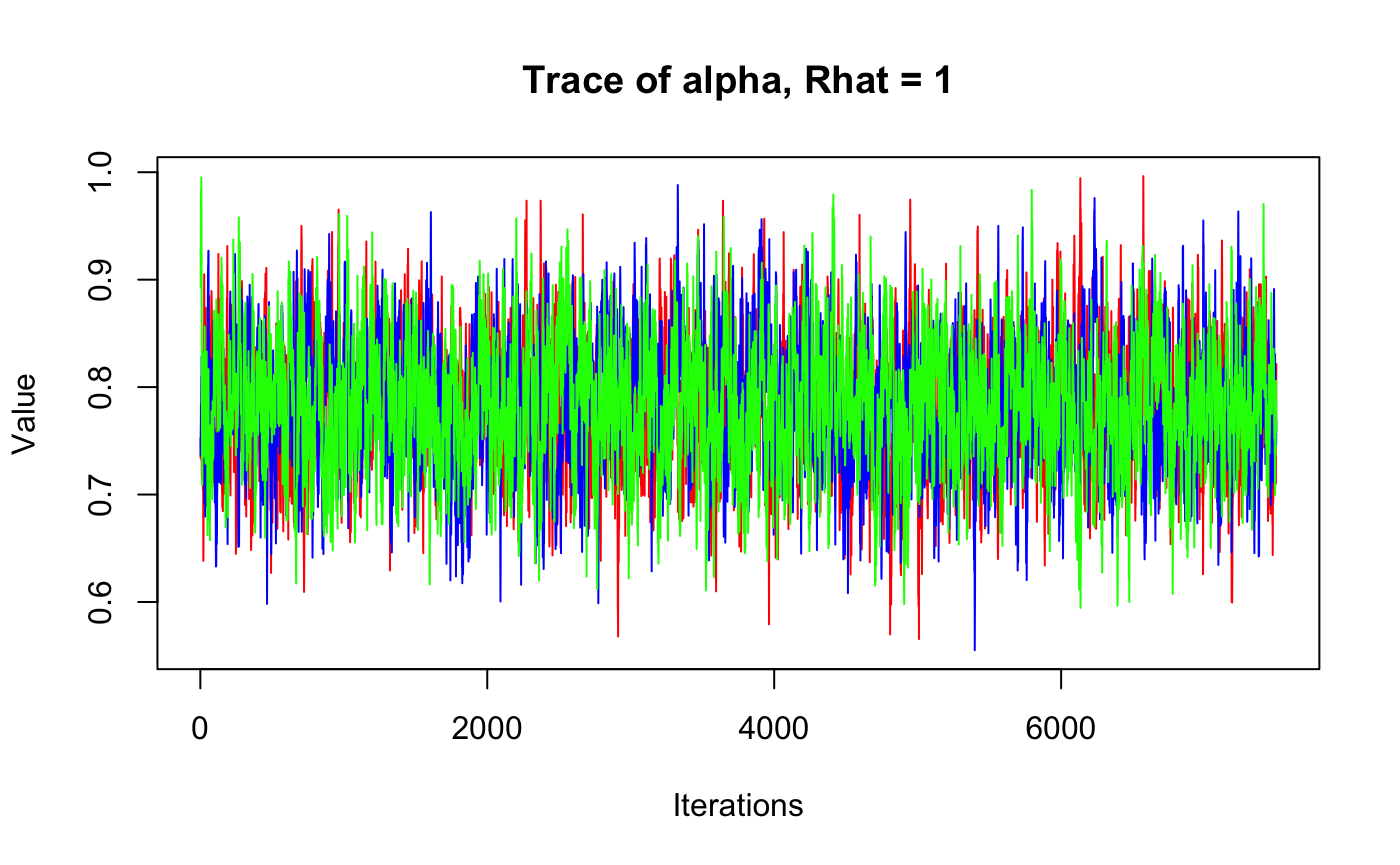 Trace of alpha, Rhat = 1
Value
1.0
0.9
0.8
0.7
0.6
0 2000 4000 6000
Iterations